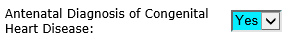 Antenatal Diagnosis of Congenital
Heart Disease:
Yes